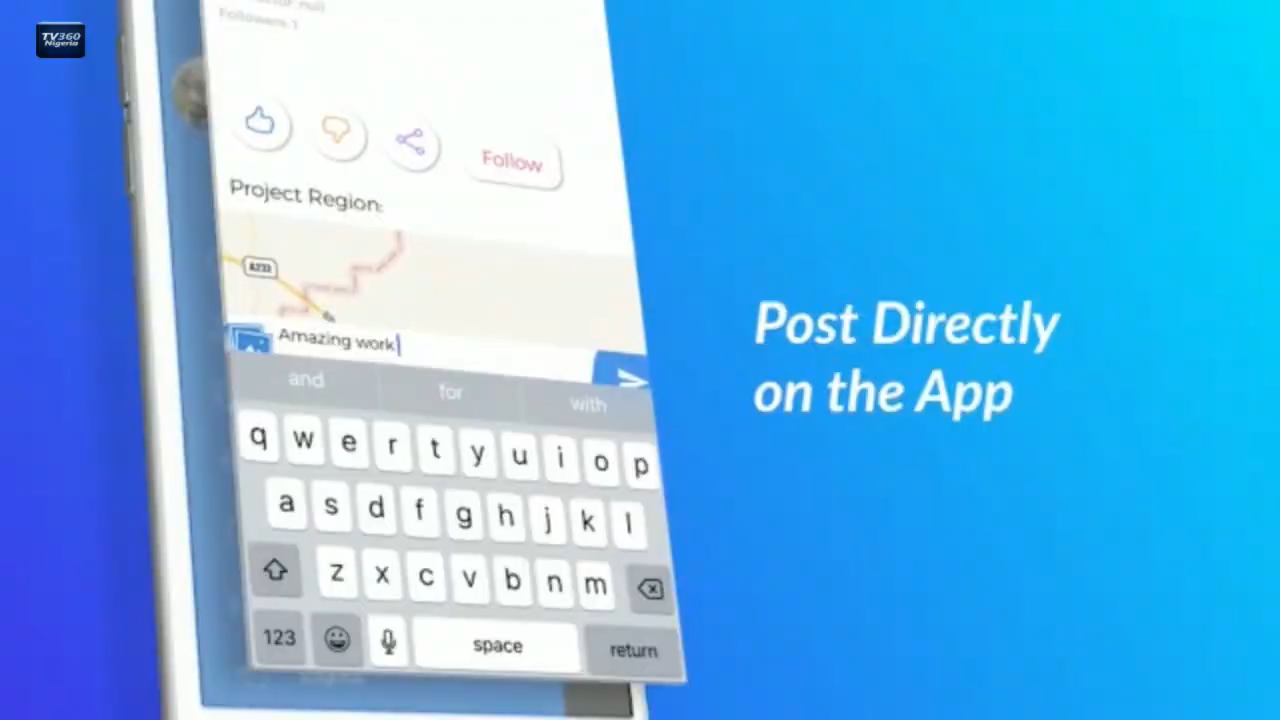 TV360
Nigeria
null
Followers 1
Follow
Project Region:
A233
Amazing work
and for with
q w e r t y u i o p
a s d f g h j k l
z x c v b n m
123 space return
Post Directly
on the App